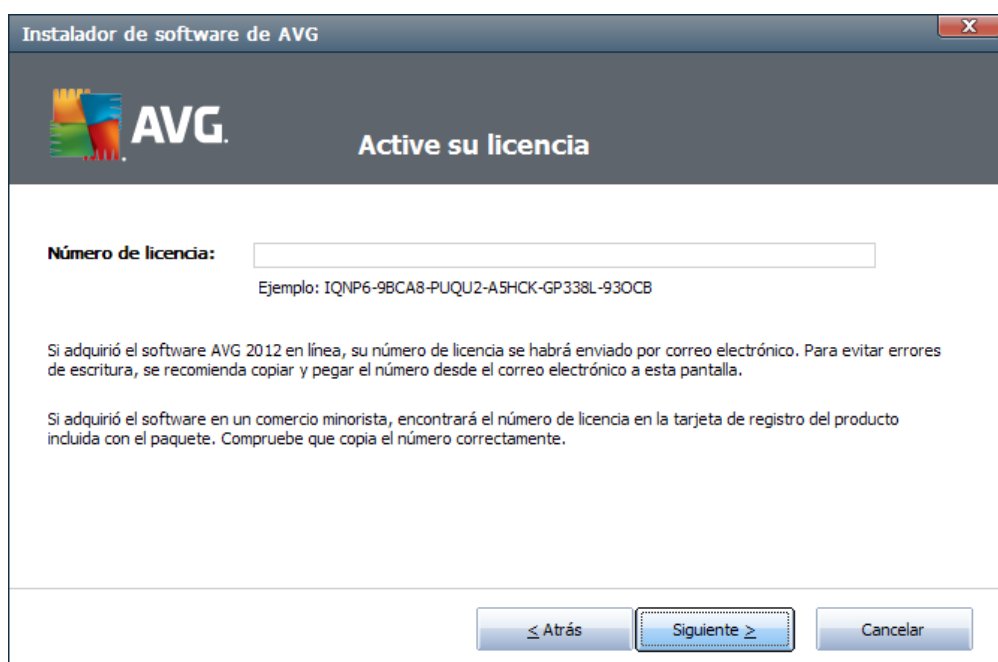 Instalador de software de AVG
X
AVG.
Active su licencia
Número de licencia:
Ejemplo: IQNP6-9BCA8-PUQU2-A5HCK-GP338L-93OCB
Si adquirió el software AVG 2012 en línea, su número de licencia se habrá enviado por correo electrónico. Para evitar errores
de escritura, se recomienda copiar y pegar el número desde el correo electrónico a esta pantalla.
Si adquirió el software en un comercio minorista, encontrará el número de licencia en la tarjeta de registro del producto
incluida con el paquete. Compruebe que copia el número correctamente.
< Atrás
Siguiente >
Cancelar